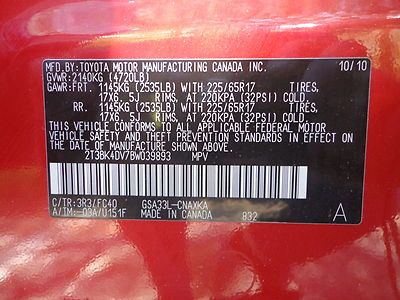 MFD.BY:TOYOTA MOTOR MANUFACTURING CANADA INC. 10/10
GVWR:2140KG (4720LB)
GAWR:FRT. 1145KG (2535LB) WITH 225/65R17 TIRES,
17X6.5J RIMS, AT 220KPA (32PSI) COLD.
RR. 1145KG (2535LB) WITH 225/65R17 TIRES,
17X6.5J RIMS, AT 220KPA (32PSI) COLD.
THIS VEHICLE CONFORMS TO ALL APPLICABLE FEDERAL MOTOR
VEHICLE SAFETY AND THEFT PREVENTION STANDARDS IN EFFECT ON
THE DATE OF MANUFACTURE SHOWN ABOVE.
2T3BK4DV7BW039893 MPV
C/TR:3R3/FC40 GSA33L-CNAXKA
A/TM:-03A/U151F MADE IN CANADA 832 A